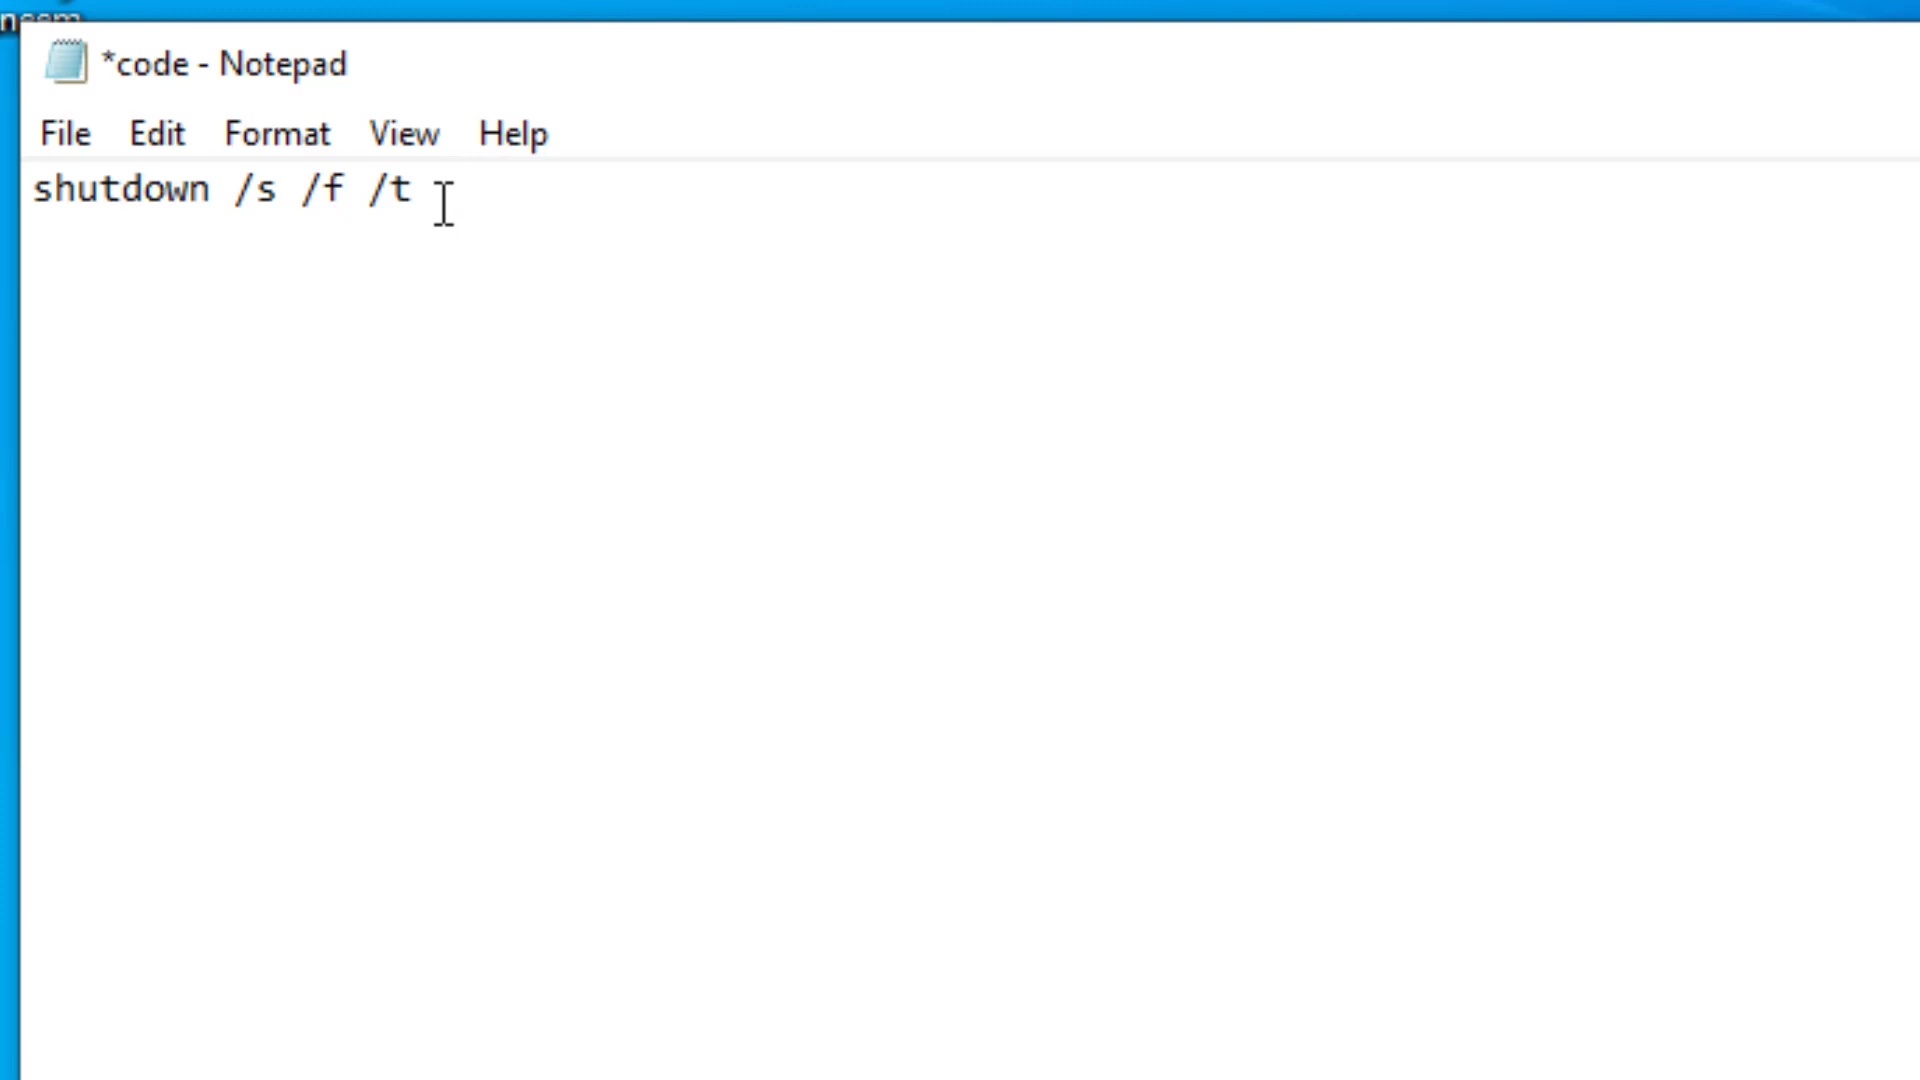 *code - Notepad
File Edit Format View Help
shutdown /s /f /t